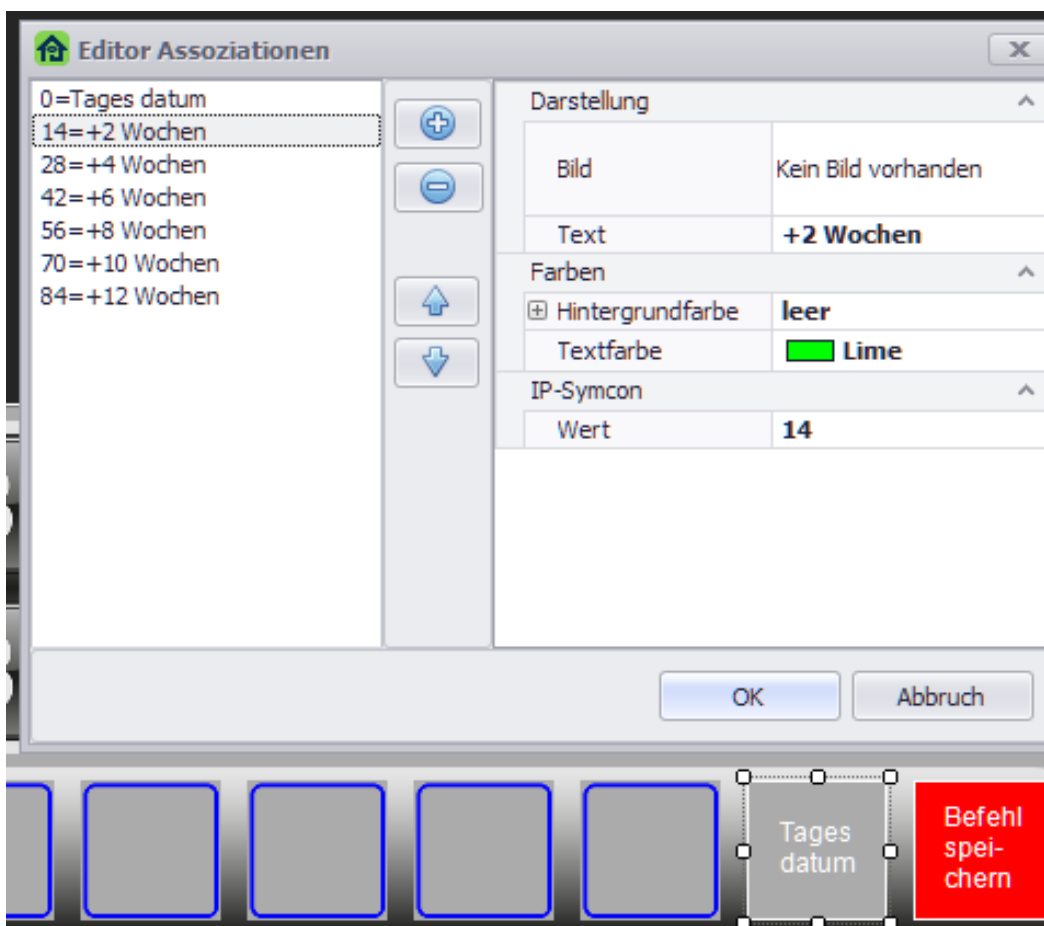 Editor Assoziationen
0=Tages datum
14=+2 Wochen
28=+4 Wochen
42=+6 Wochen
56=+8 Wochen
70=+10 Wochen
84=+12 Wochen
Darstellung
Bild Kein Bild vorhanden
Text +2 Wochen
Farben
Hintergrundfarbe leer
Textfarbe Lime
IP-Symcon
Wert 14
OK Abbruch
Tages
datum
Befehl
spei-
chern